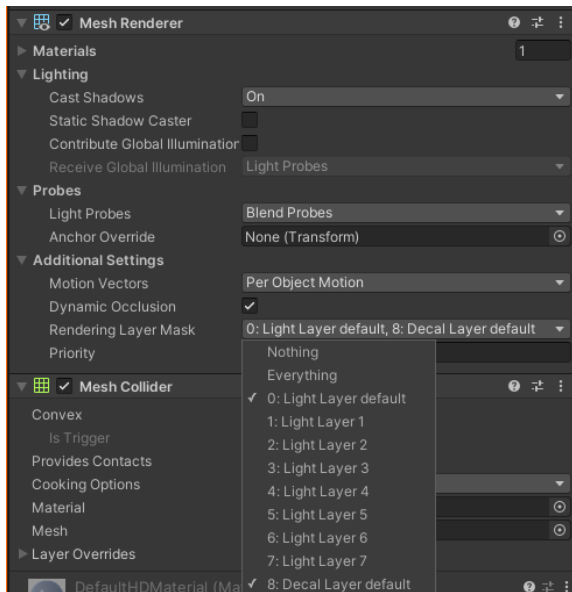 Mesh Renderer
Materials 1
Lighting
Cast Shadows On
Static Shadow Caster
Contribute Global Illumination
Receive Global Illumination Light Probes
Probes
Light Probes Blend Probes
Anchor Override None (Transform)
Additional Settings
Motion Vectors Per Object Motion
Dynamic Occlusion
Rendering Layer Mask 0: Light Layer default, 8: Decal Layer default
Priority
Nothing
Everything
Mesh Collider
0: Light Layer default
Convex
1: Light Layer 1
Is Trigger
2: Light Layer 2
Provides Contacts
3: Light Layer 3
Cooking Options
4: Light Layer 4
Material
5: Light Layer 5
Mesh
6: Light Layer 6
Layer Overrides
7: Light Layer 7
DefaultHDMaterial (Ma
8: Decal Layer default